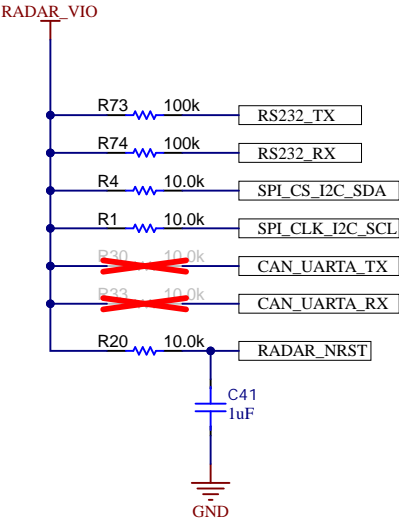 RADAR_VIO
R73 100k RS232_TX
R74 100k RS232_RX
R4 10.0k SPI_CS_I2C_SDA
R1 10.0k SPI_CLK_I2C_SCL
R30 10.0k CAN_UARTA_TX
R33 10.0k CAN_UARTA_RX
R20 10.0k RADAR_NRST
C41
1uF
GND